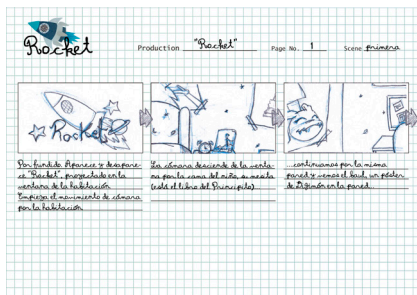 Rocket
Production "Rocket" Page No. 1 Scene primera
Rocket
Por fundido. Aparece y desapare-
ce "Rocket", proyectado en la
ventana de la habitación
Empieza el movimiento de cámara
por la habitación
La cámara desciende de la venta-
na por la cama del niño, su mesita
(está el libro del Principito)
...continuamos por la misma
pared y vemos el baúl, un póster
de Digimón en la pared...